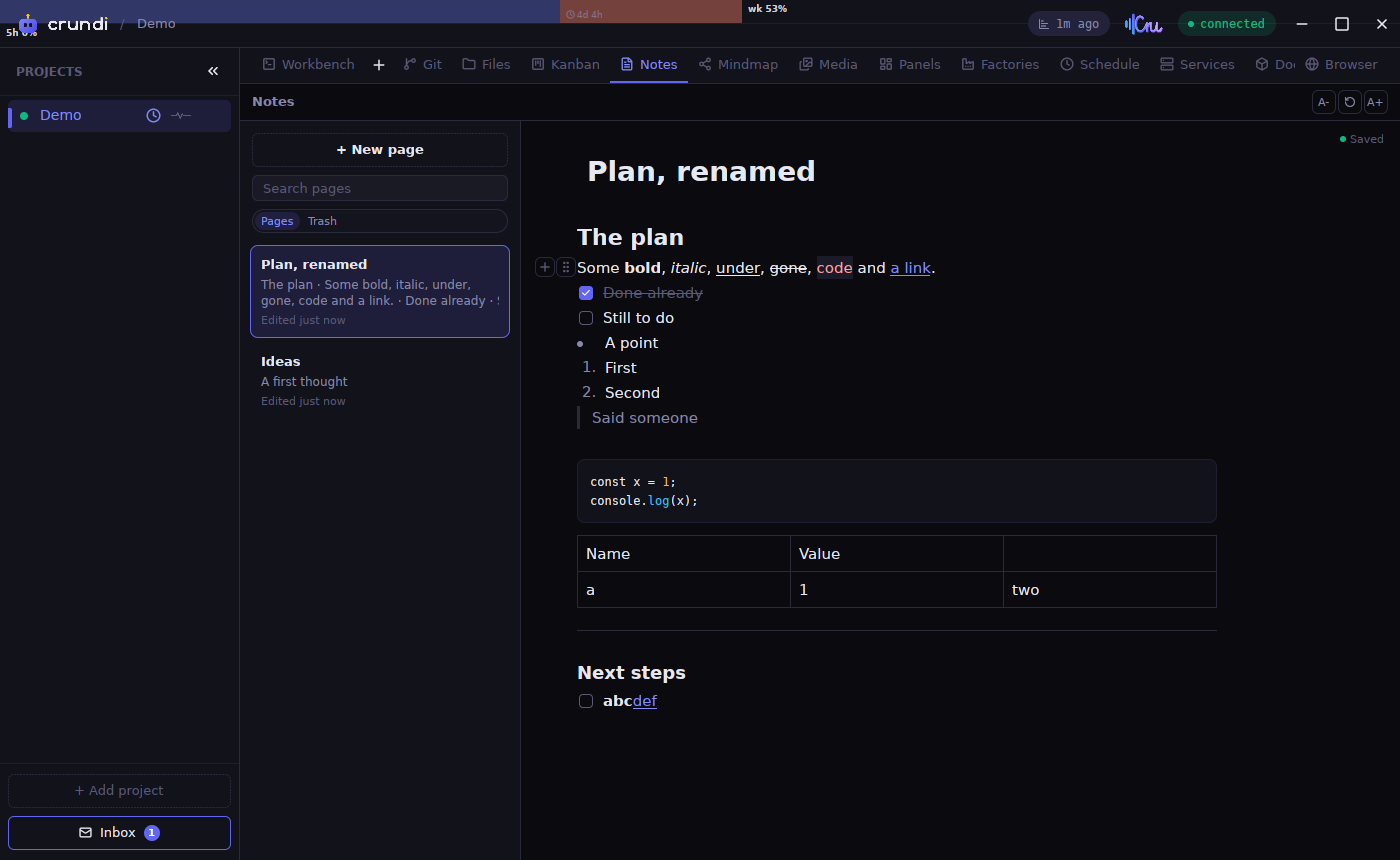 4d 4h
wk 53%
crundi / Demo
1m ago
connected
PROJECTS
Workbench
Git
Files
Kanban
Notes
Mindmap
Media
Panels
Factories
Schedule
Services
Browser
Demo
Notes
A-
A+
+ New page
Search pages
Pages
Trash
Plan, renamed
The plan · Some bold, italic, under,
gone, code and a link. · Done already ·
Edited just now
Ideas
A first thought
Edited just now
Saved
Plan, renamed
The plan
Some bold, italic, under, gone, code and a link.
Done already
Still to do
A point
1. First
2. Second
Said someone
const x = 1;
console.log(x);
Name Value
a 1 two
Next steps
abcdef
+ Add project
Inbox 1